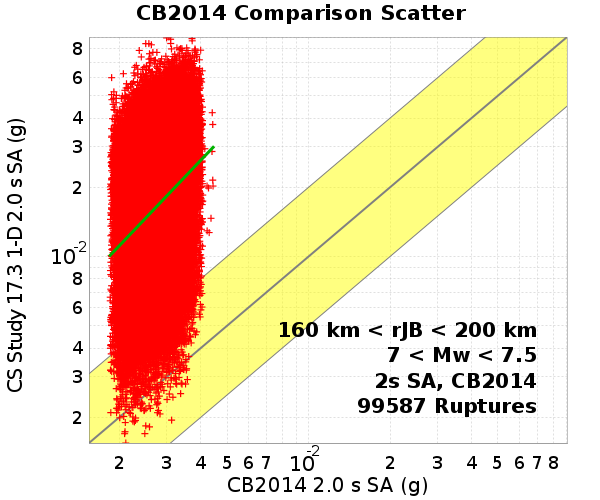 CB2014 Comparison Scatter
CS Study 17.3 1-D 2.0 s SA (g)
8
6
4
3
2
10-2
8
6
4
3
2
160 km < rJB < 200 km
7 < Mw < 7.5
2s SA, CB2014
99587 Ruptures
2 3 4 5 6 7 10-2 2 3 4 5 6 7 8
CB2014 2.0 s SA (g)